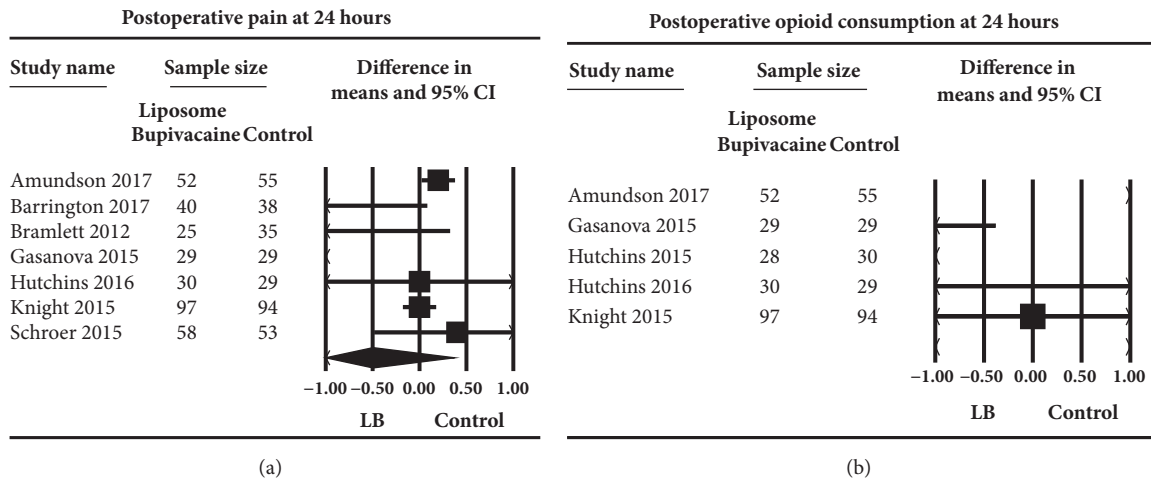 Postoperative pain at 24 hours
Study name Sample size Difference in
means and 95% CI
Liposome
Bupivacaine Control
Amundson 2017 52 55
Barrington 2017 40 38
Bramlett 2012 25 35
Gasanova 2015 29 29
Hutchins 2016 30 29
Knight 2015 97 94
Schroer 2015 58 53
−1.00 −0.50 0.00 0.50 1.00
LB Control
(a)
Postoperative opioid consumption at 24 hours
Study name Sample size Difference in
means and 95% CI
Liposome
Bupivacaine Control
Amundson 2017 52 55
Gasanova 2015 29 29
Hutchins 2015 28 30
Hutchins 2016 30 29
Knight 2015 97 94
−1.00 −0.50 0.00 0.50 1.00
LB Control
(b)